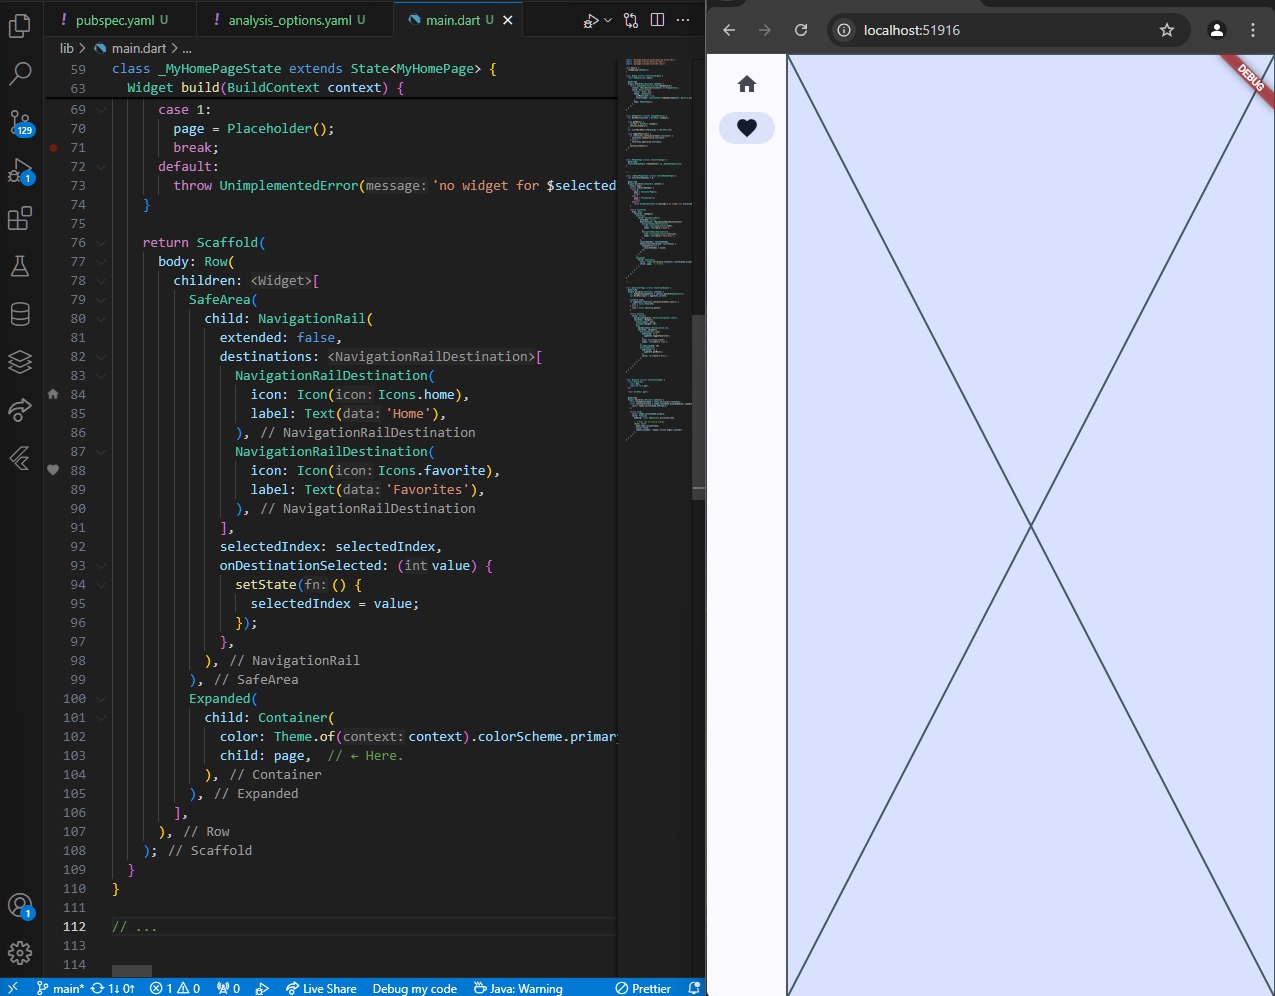 ! pubspec.yaml U
! analysis_options.yaml U
main.dart U
localhost:51916
lib > main.dart > ...
DEBUG
59 class _MyHomePageState extends State<MyHomePage> {
63 Widget build(BuildContext context) {
69 case 1:
70 page = Placeholder();
71 break;
72 default:
73 throw UnimplementedError(message: 'no widget for $selected
74 }
75
76 return Scaffold(
77 body: Row(
78 children: <Widget>[
79 SafeArea(
80 child: NavigationRail(
81 extended: false,
82 destinations: <NavigationRailDestination>[
83 NavigationRailDestination(
84 icon: Icon(icon: Icons.home),
85 label: Text(data: 'Home'),
86 ), // NavigationRailDestination
87 NavigationRailDestination(
88 icon: Icon(icon: Icons.favorite),
89 label: Text(data: 'Favorites'),
90 ), // NavigationRailDestination
91 ],
92 selectedIndex: selectedIndex,
93 onDestinationSelected: (int value) {
94 setState(fn: () {
95 selectedIndex = value;
96 });
97 },
98 ), // NavigationRail
99 ), // SafeArea
100 Expanded(
101 child: Container(
102 color: Theme.of(context: context).colorScheme.primar
103 child: page, // ← Here.
104 ), // Container
105 ), // Expanded
106 ],
107 ), // Row
108 ); // Scaffold
109 }
110 }
111
112 // ...
113
114
129
1
1
main* 1↓ 0↑ 1 0 0 Live Share Debug my code Java: Warning Prettier